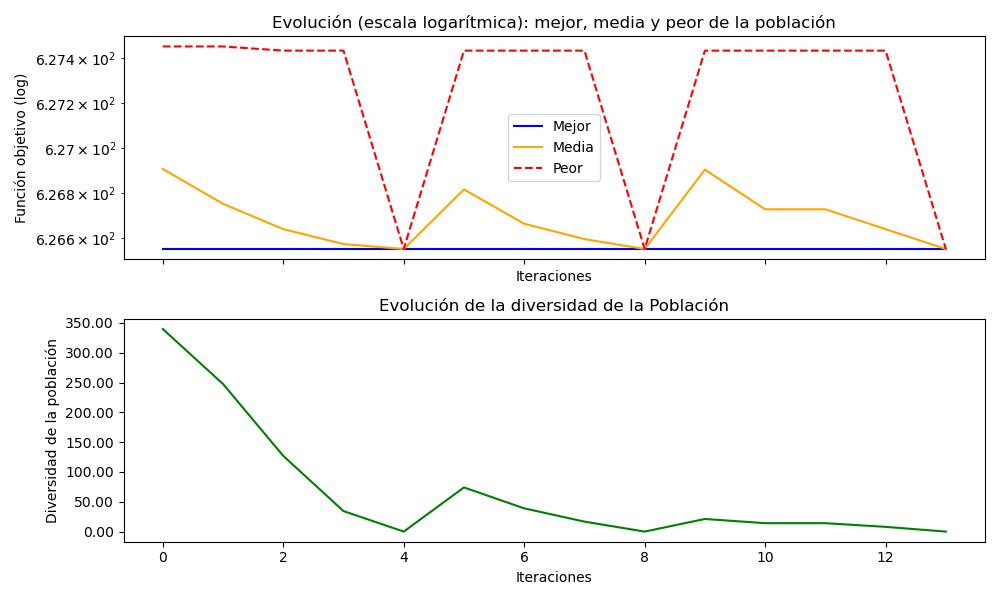 Evolución (escala logarítmica): mejor, media y peor de la población
Función objetivo (log)
6.274 × 10²
6.272 × 10²
6.27 × 10²
6.268 × 10²
6.266 × 10²
Mejor
Media
Peor
Iteraciones
Evolución de la diversidad de la Población
Diversidad de la población
350.00
300.00
250.00
200.00
150.00
100.00
50.00
0.00
0 2 4 6 8 10 12
Iteraciones